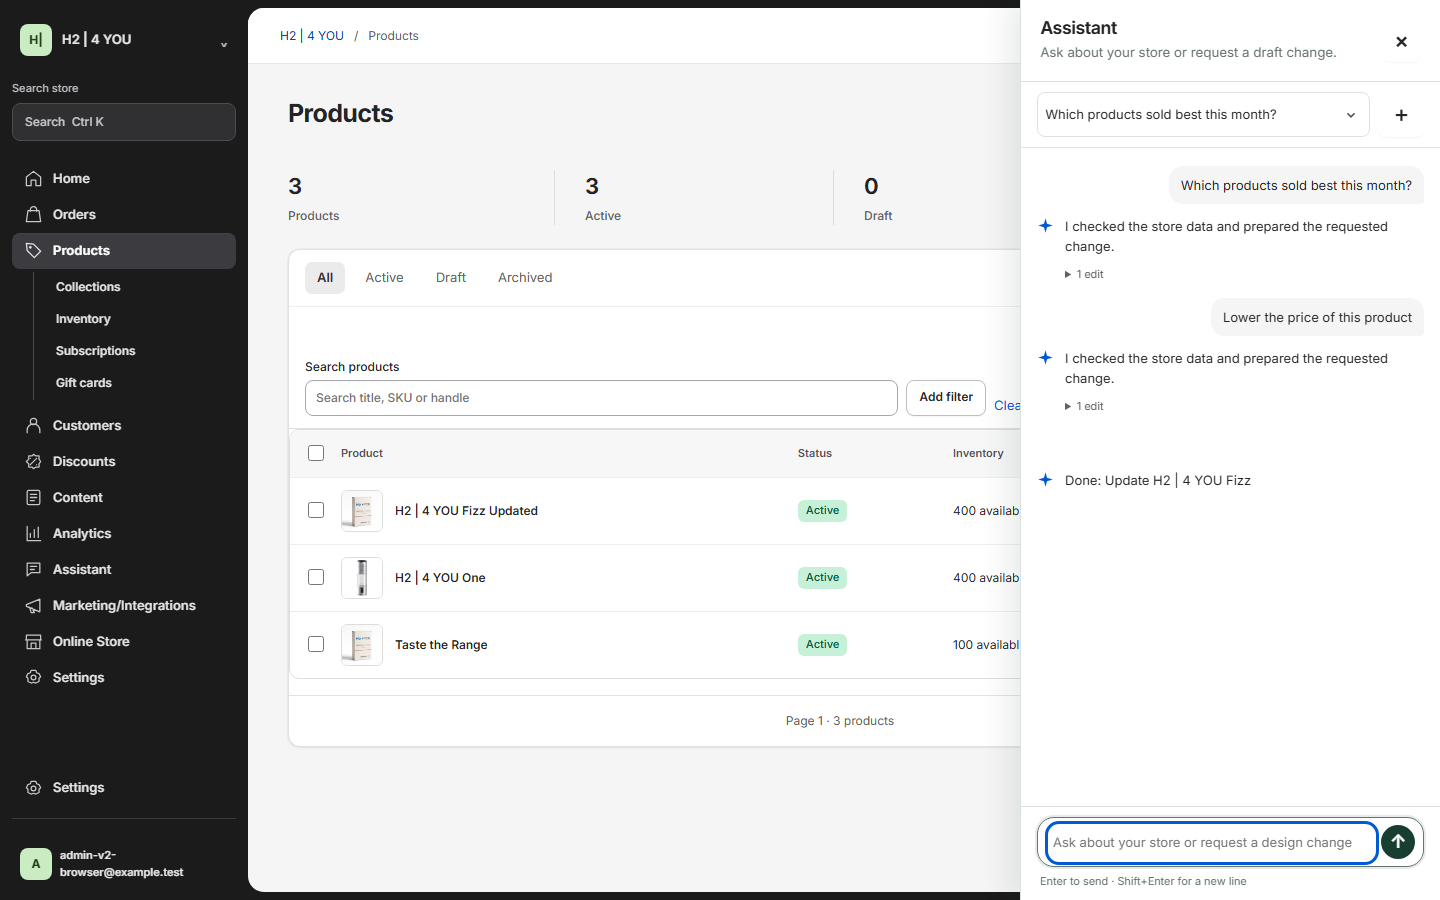 H|
H2 | 4 YOU
Search store
Search Ctrl K
Home
Orders
Products
Collections
Inventory
Subscriptions
Gift cards
Customers
Discounts
Content
Analytics
Assistant
Marketing/Integrations
Online Store
Settings
Settings
A
admin-v2-
browser@example.test
H2 | 4 YOU / Products
Products
3
Products
3
Active
0
Draft
All Active Draft Archived
Search products
Search title, SKU or handle
Add filter
Clea
Product Status Inventory
H2 | 4 YOU Fizz Updated Active 400 availab
H2 | 4 YOU One Active 400 availab
Taste the Range Active 100 availabl
Page 1 · 3 products
Assistant
Ask about your store or request a draft change.
Which products sold best this month?
Which products sold best this month?
I checked the store data and prepared the requested
change.
1 edit
Lower the price of this product
I checked the store data and prepared the requested
change.
1 edit
Done: Update H2 | 4 YOU Fizz
Ask about your store or request a design change
Enter to send · Shift+Enter for a new line